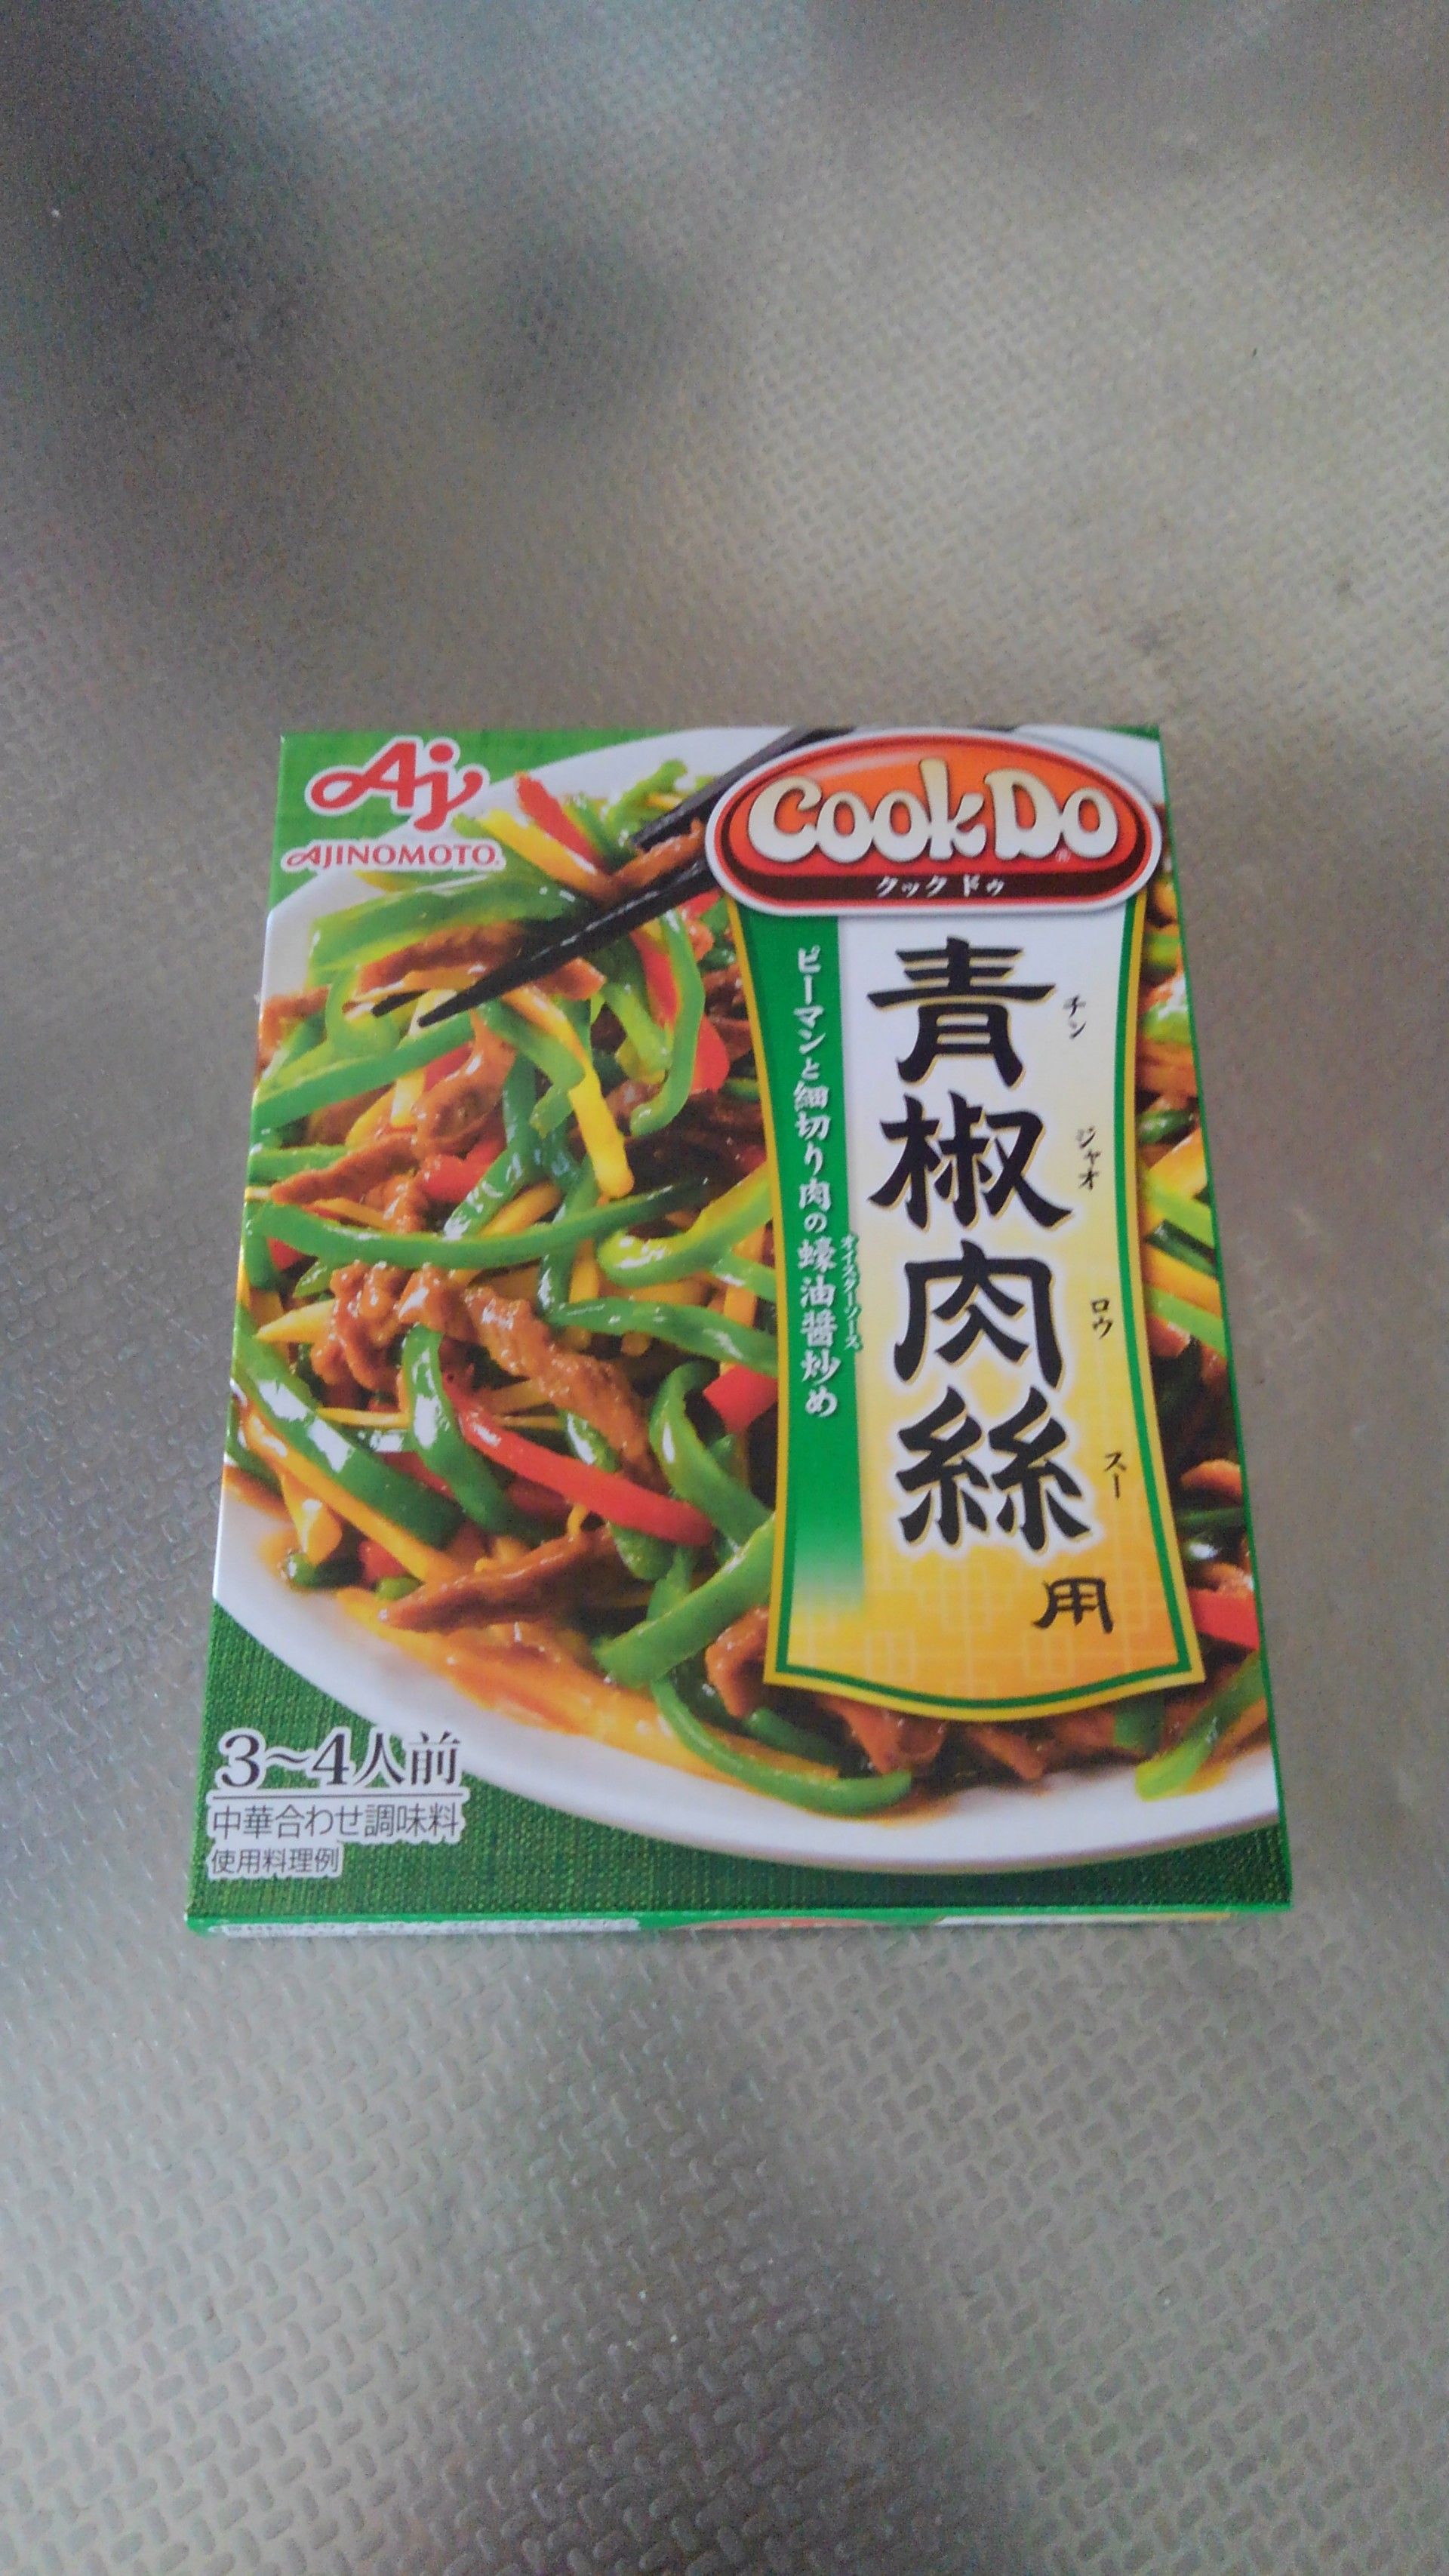 Aj
AJINOMOTO®
CookDo®
クックドゥ
青椒肉絲用
チンジャオロウスー
ピーマンと細切り肉の蠔油醤炒め
オイスターソース
3〜4人前
中華合わせ調味料
使用料理例